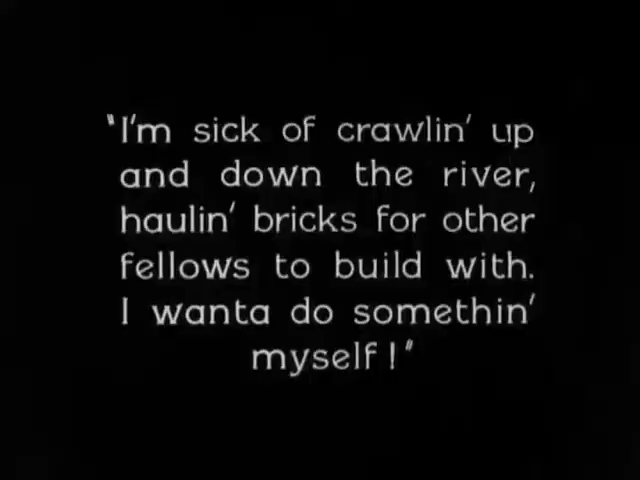 "I'm sick of crawlin' up
and down the river,
haulin' bricks for other
fellows to build with.
I wanta do somethin'
myself!"